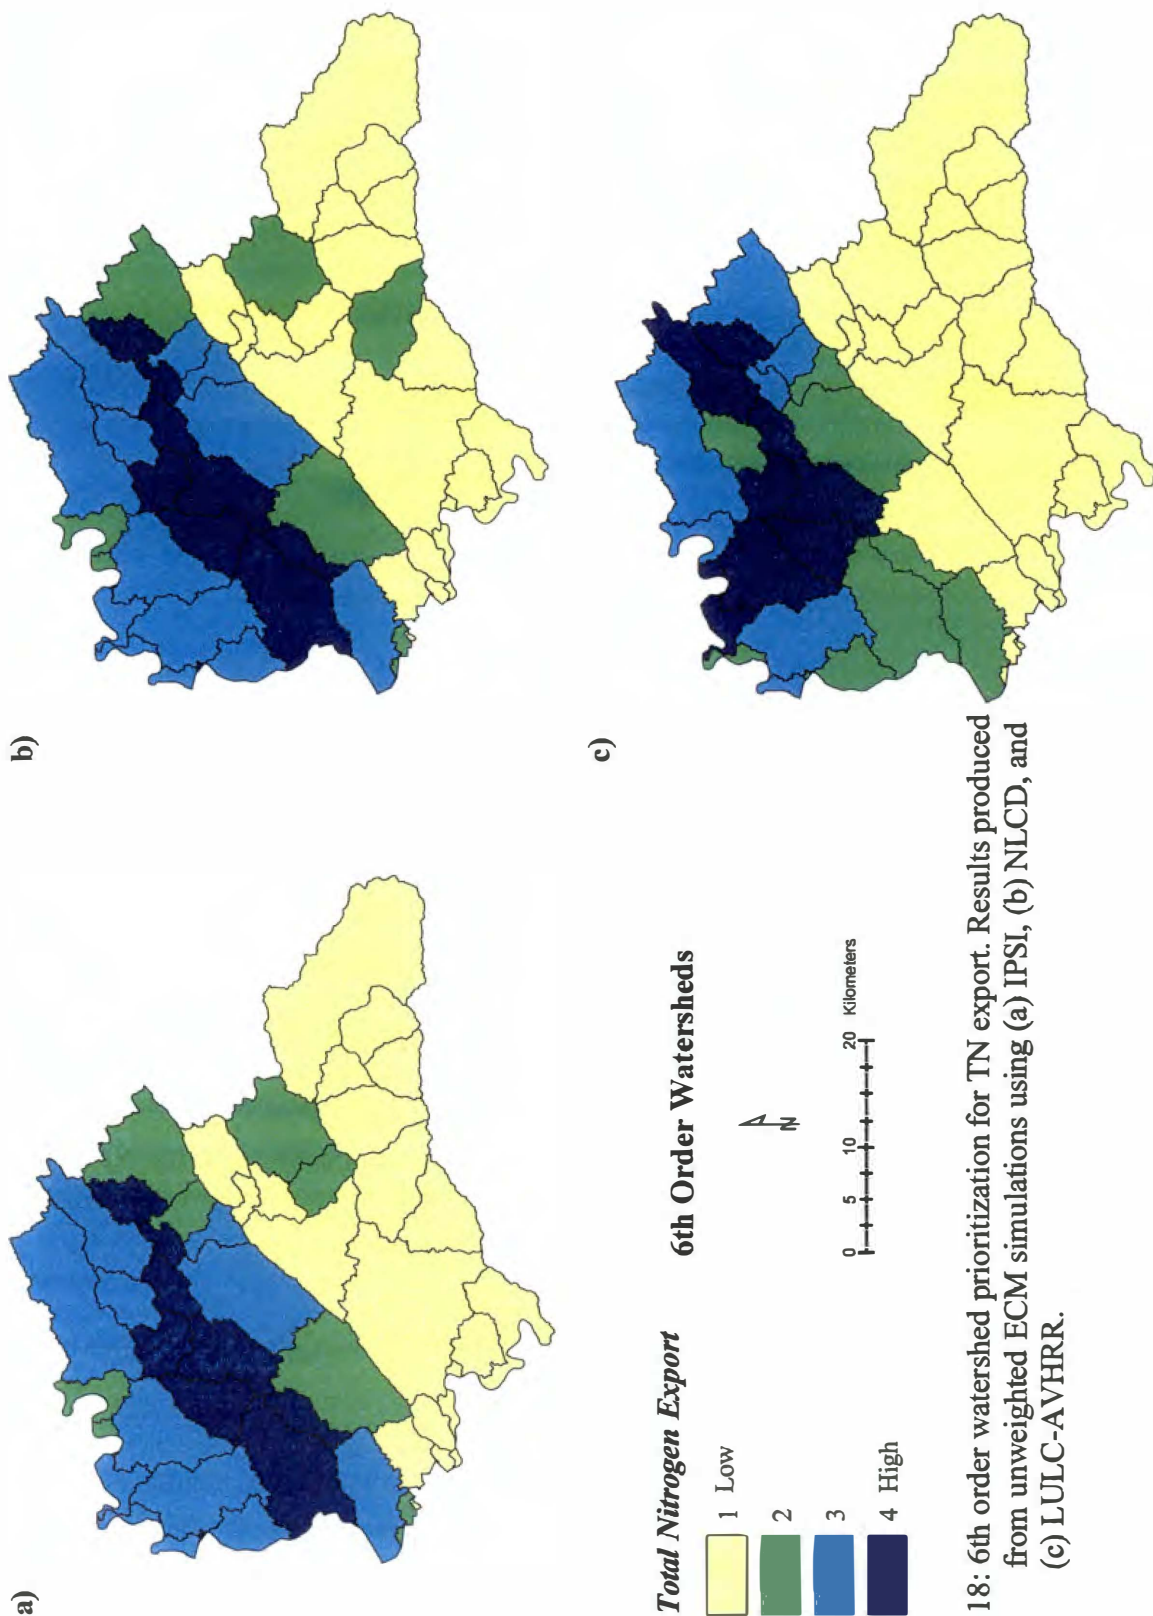 a)
b)
Total Nitrogen Export
1 Low
2
3
4 High
6th Order Watersheds
N
0 5 10 20
Kilometers
c)
18: 6th order watershed prioritization for TN export. Results produced
from unweighted ECM simulations using (a) IPSI, (b) NLCD, and
(c) LULC-AVHRR.